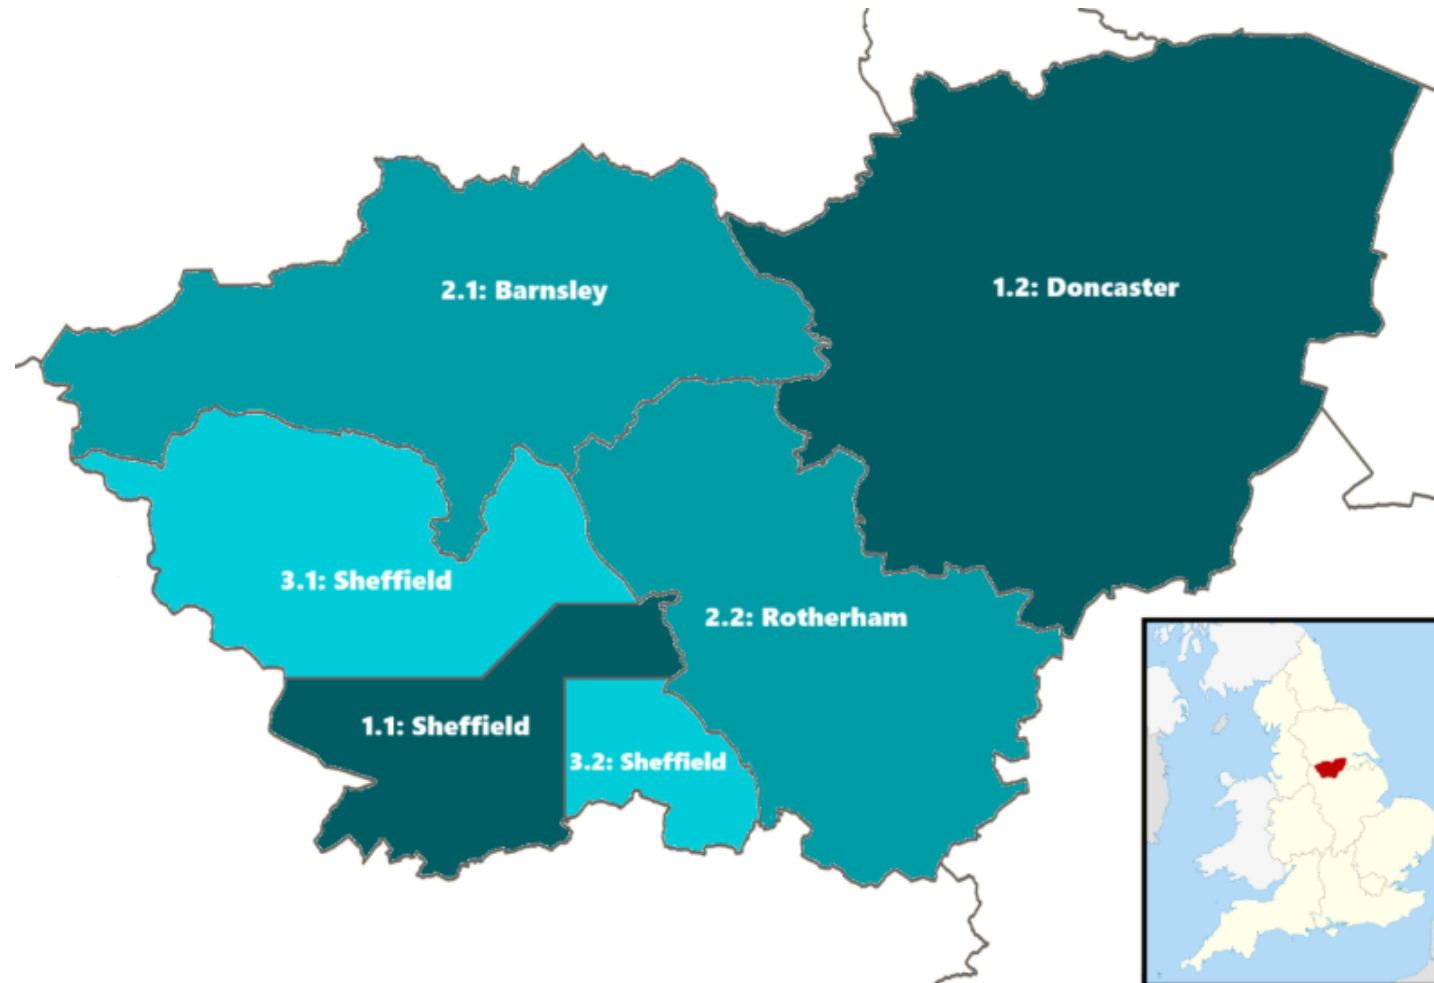 2.1: Barnsley
1.2: Doncaster
3.1: Sheffield
2.2: Rotherham
1.1: Sheffield
3.2: Sheffield